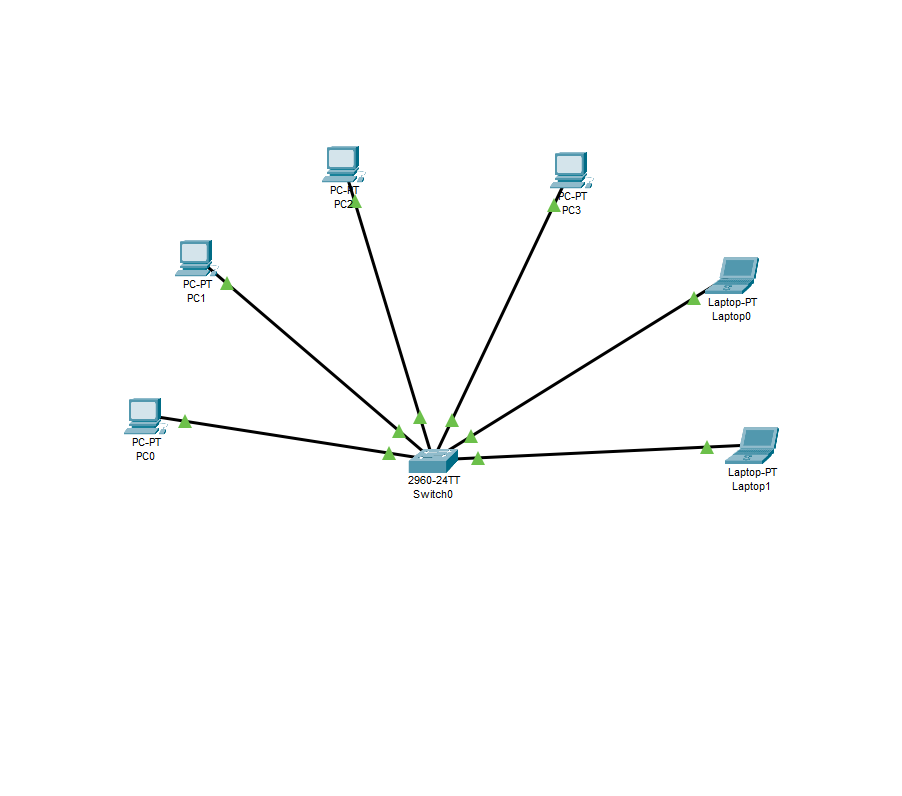 PC-PT
PC2
PC-PT
PC3
PC-PT
PC1
Laptop-PT
Laptop0
PC-PT
PC0
Laptop-PT
Laptop1
2960-24TT
Switch0